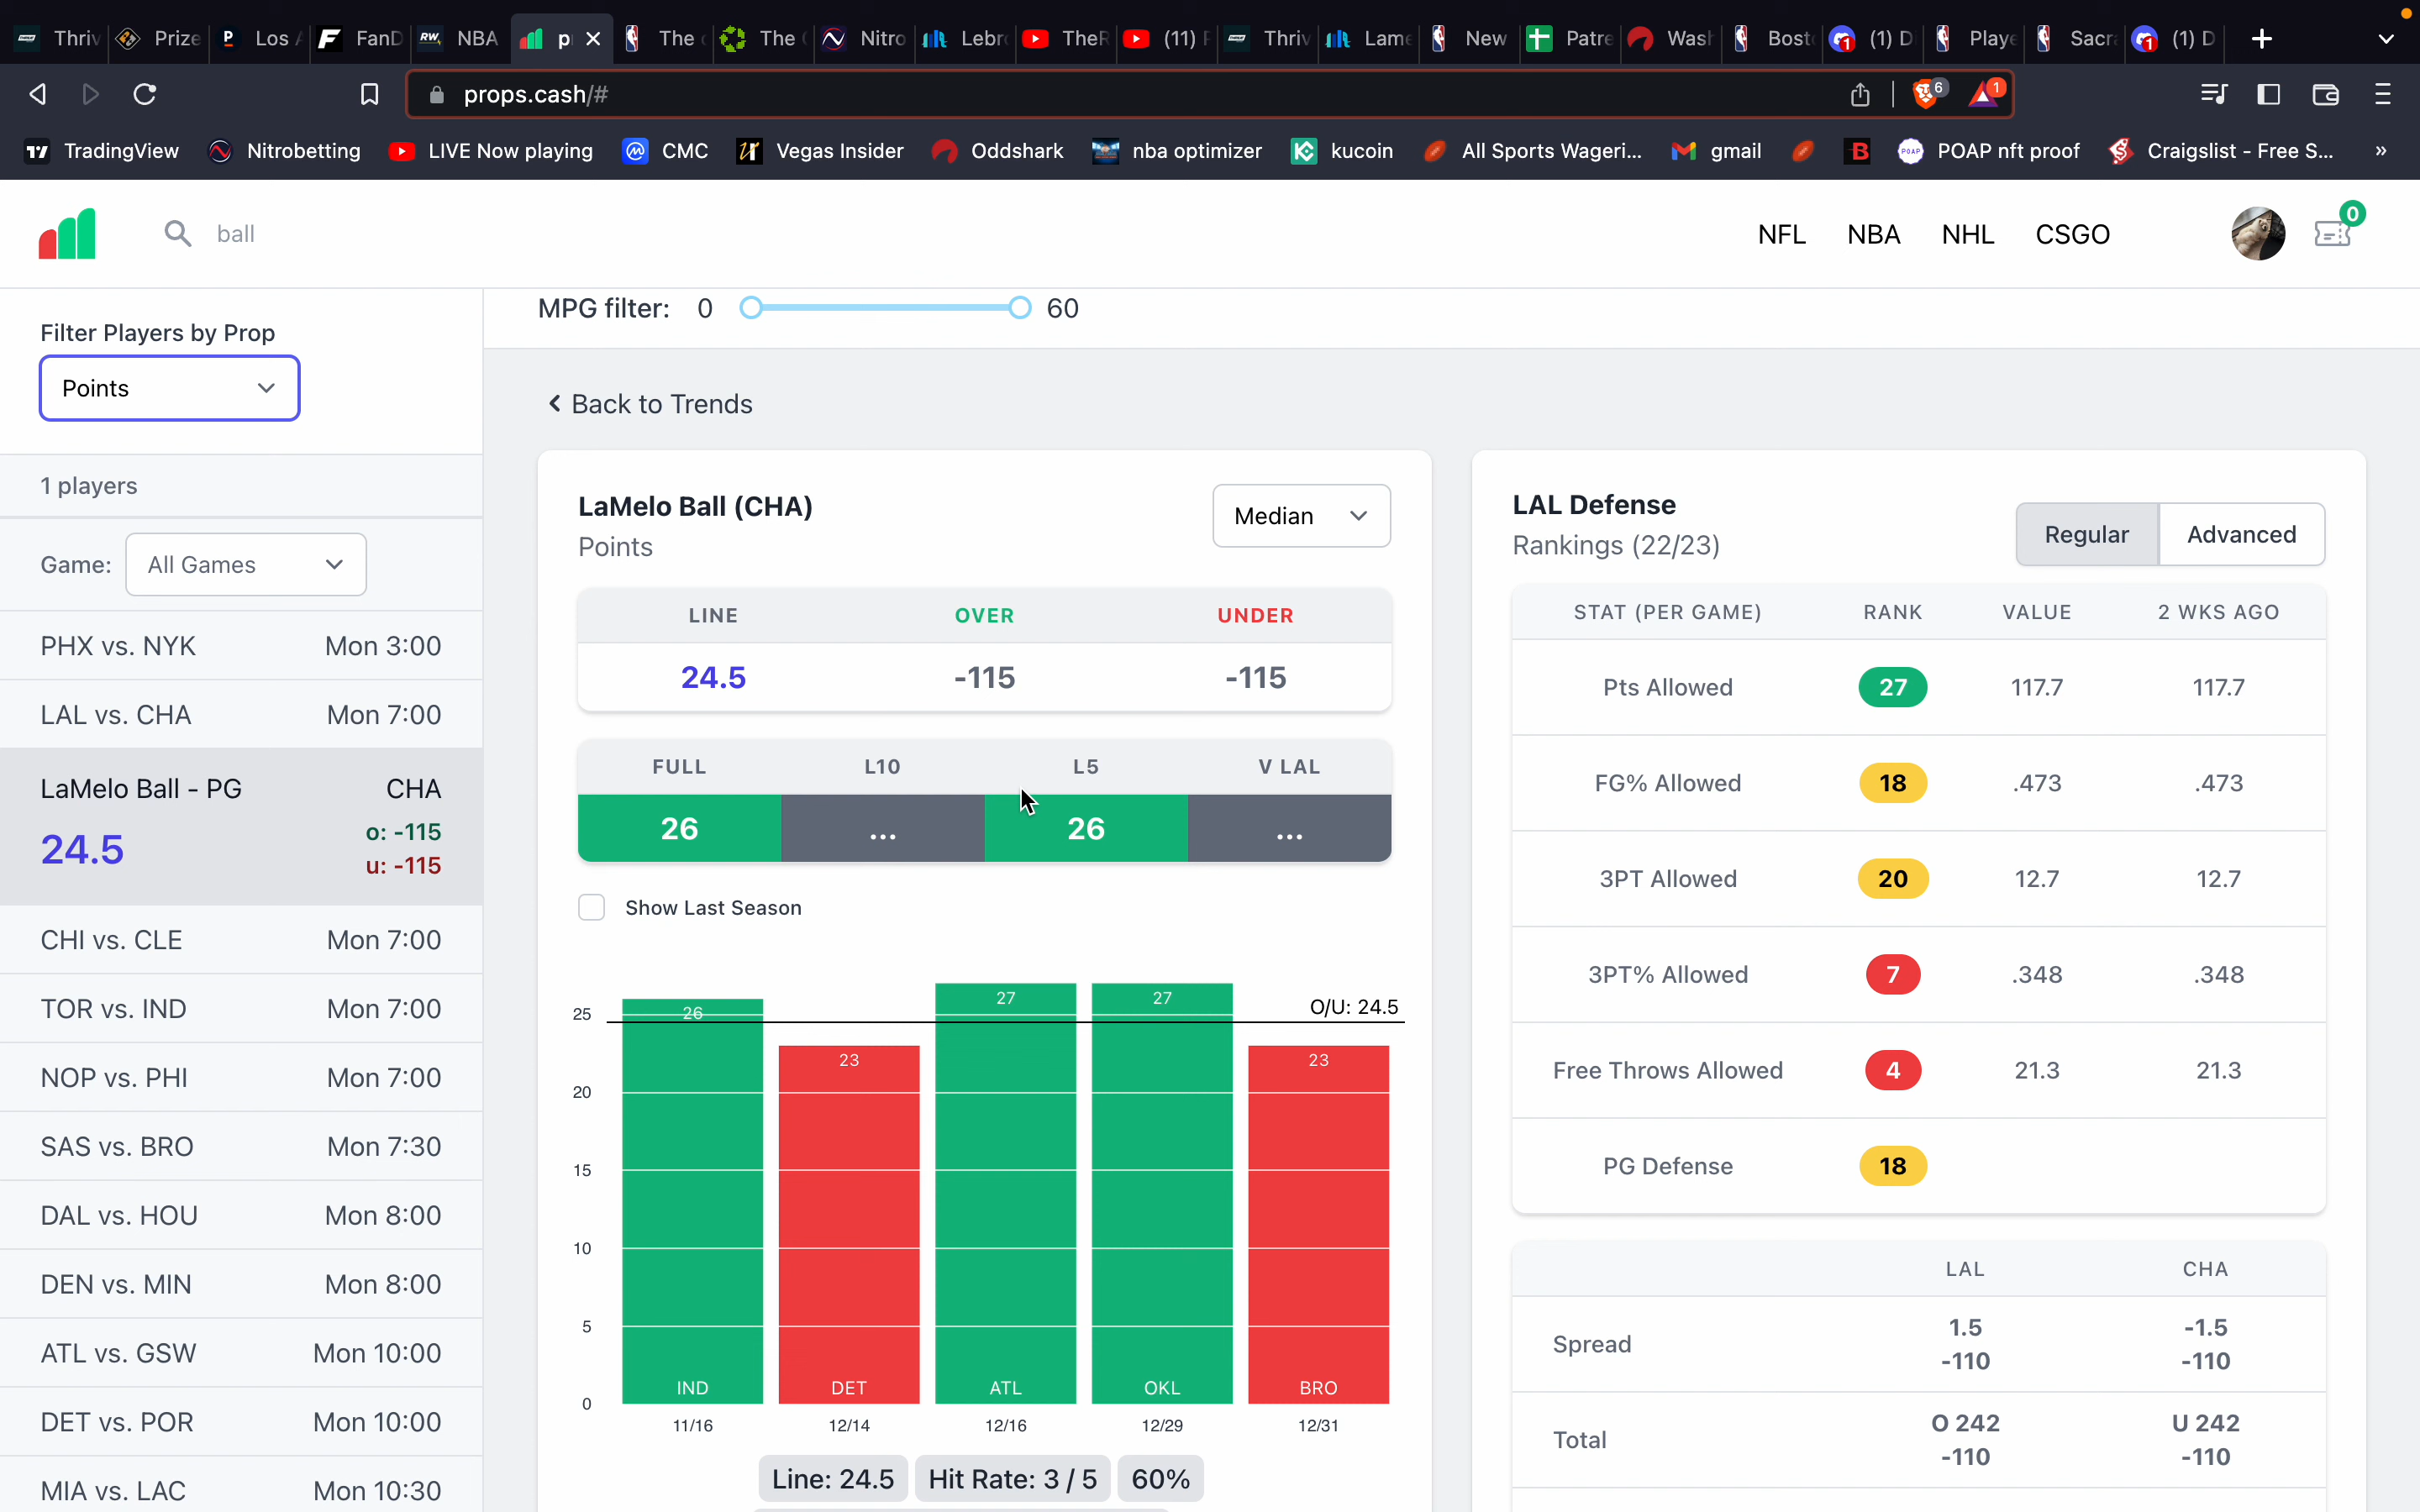 Thriv
Prize
Los A
FanD
RW NBA
p
The
The
Nitro
Lebr
TheR
(11) F
Thriv
Lame
New
Patre
Wash
Bosto
(1) D
Playe
Sacra
(1) D
props.cash/#
6
1
TradingView
Nitrobetting
LIVE Now playing
CMC
Vegas Insider
Oddshark
nba optimizer
kucoin
All Sports Wageri...
gmail
POAP nft proof
Craigslist - Free S...
»
ball
NFL NBA NHL CSGO
0
Filter Players by Prop
Points
1 players
Game: All Games
PHX vs. NYK Mon 3:00
LAL vs. CHA Mon 7:00
LaMelo Ball - PG CHA
24.5 o: -115
u: -115
CHI vs. CLE Mon 7:00
TOR vs. IND Mon 7:00
NOP vs. PHI Mon 7:00
SAS vs. BRO Mon 7:30
DAL vs. HOU Mon 8:00
DEN vs. MIN Mon 8:00
ATL vs. GSW Mon 10:00
DET vs. POR Mon 10:00
MIA vs. LAC Mon 10:30
MPG filter: 0 60
Back to Trends
LaMelo Ball (CHA)
Points
Median
LINE OVER UNDER
24.5 -115 -115
FULL L10 L5 V LAL
26 ... 26 ...
Show Last Season
O/U: 24.5
26 23 27 27 23
25
20
15
10
5
0
IND DET ATL OKL BRO
11/16 12/14 12/16 12/29 12/31
Line: 24.5 Hit Rate: 3 / 5 60%
LAL Defense
Rankings (22/23)
Regular Advanced
STAT (PER GAME) RANK VALUE 2 WKS AGO
Pts Allowed 27 117.7 117.7
FG% Allowed 18 .473 .473
3PT Allowed 20 12.7 12.7
3PT% Allowed 7 .348 .348
Free Throws Allowed 4 21.3 21.3
PG Defense 18
LAL CHA
Spread 1.5 -1.5
-110 -110
Total O 242 U 242
-110 -110